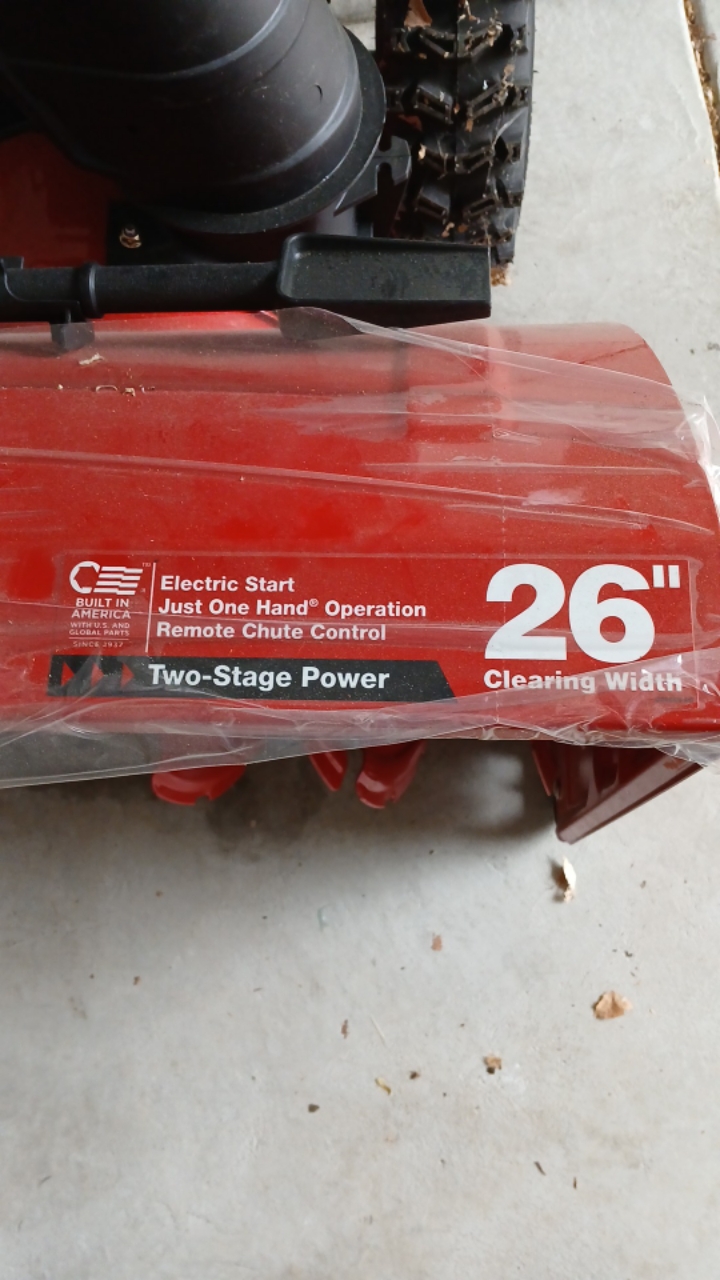 BUILT IN
AMERICA
WITH U.S. AND
GLOBAL PARTS
SINCE 1937
Electric Start
Just One Hand® Operation
Remote Chute Control
Two-Stage Power
26"
Clearing Width